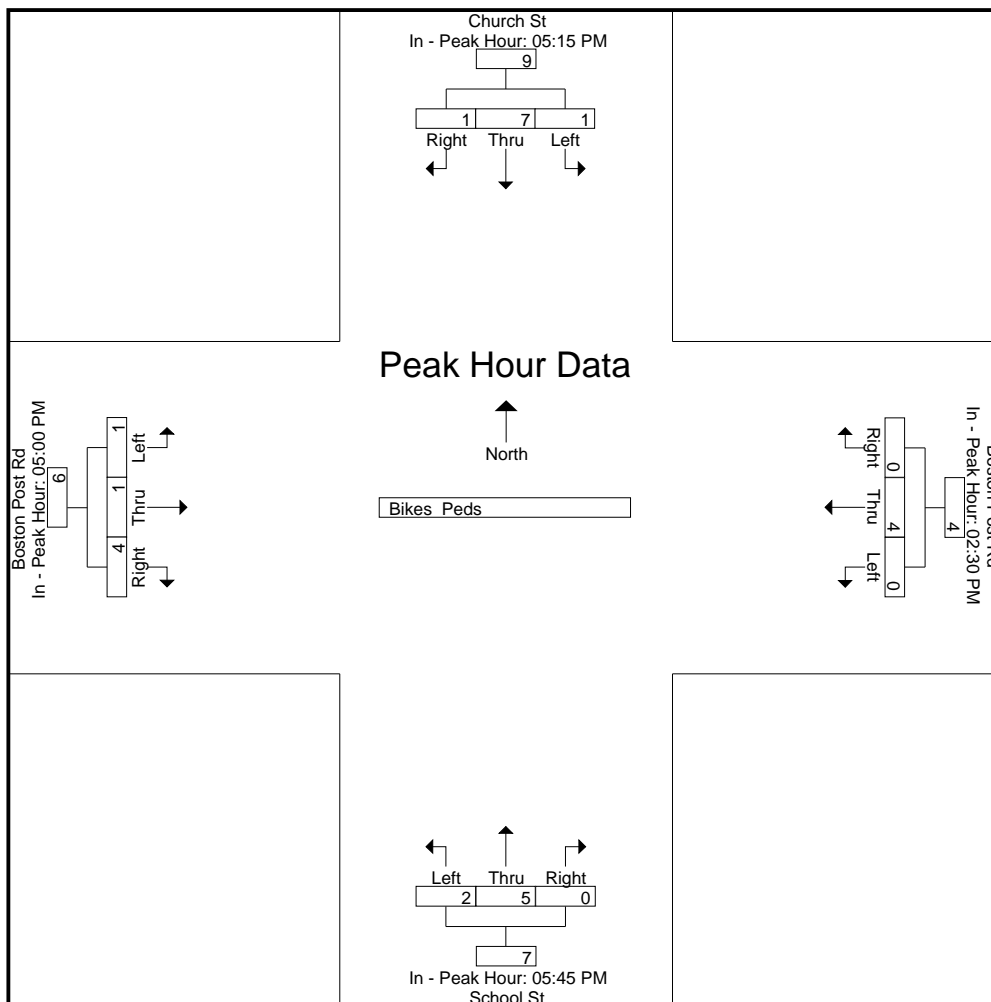 Church St
In - Peak Hour: 05:15 PM
9
1 7 1
Right Thru Left
Peak Hour Data
North
Bikes Peds
Boston Post Rd
In - Peak Hour: 05:00 PM
6
1 1 4
Left Thru Right
Boston Post Rd
In - Peak Hour: 02:30 PM
4
0 4 0
Right Thru Left
Left Thru Right
2 5 0
7
In - Peak Hour: 05:45 PM
School St